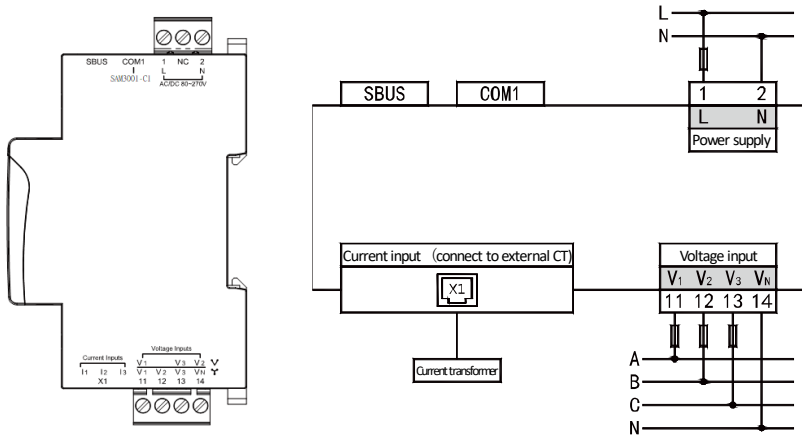 SBUS COM1 1 NC 2
L N
SAM3001-C1
AC/DC 80~270V
Voltage Inputs
Current Inputs
V1 V3 V2
I1 I2 I3 V1 V2 V3 VN
X1 11 12 13 14
L
N
SBUS COM1 1 2
L N
Power supply
Current input (connect to external CT) Voltage input
V1 V2 V3 VN
X1
11 12 13 14
Current transformer
A
B
C
N